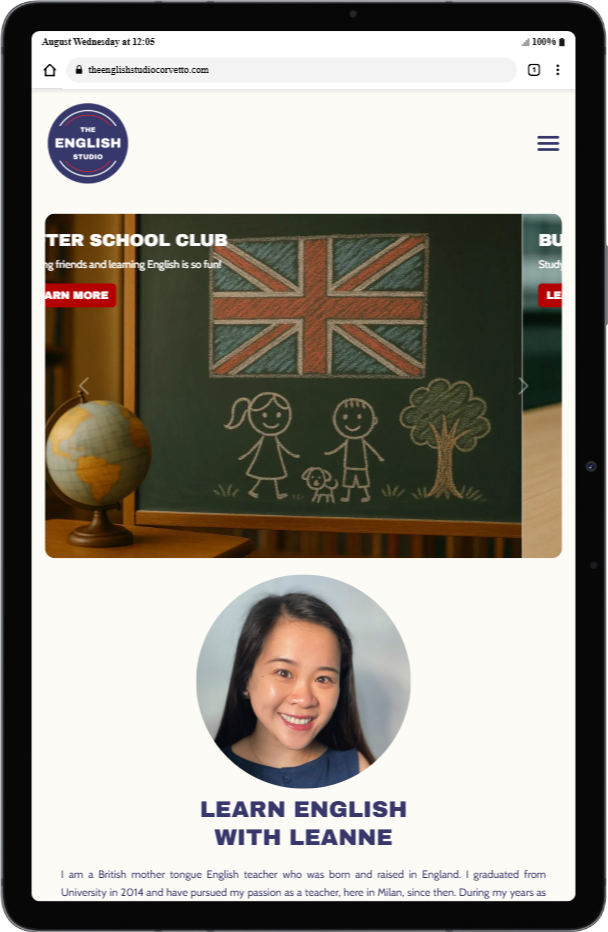 August Wednesday at 12:05
100%
theenglishstudiocorvetto.com
1
THE
ENGLISH
STUDIO
TER SCHOOL CLUB
BU
ng friends and learning English is so fun!
Study
ARN MORE
LE
LEARN ENGLISH
WITH LEANNE
I am a British mother tongue English teacher who was born and raised in England. I graduated from
University in 2014 and have pursued my passion as a teacher, here in Milan, since then. During my years as